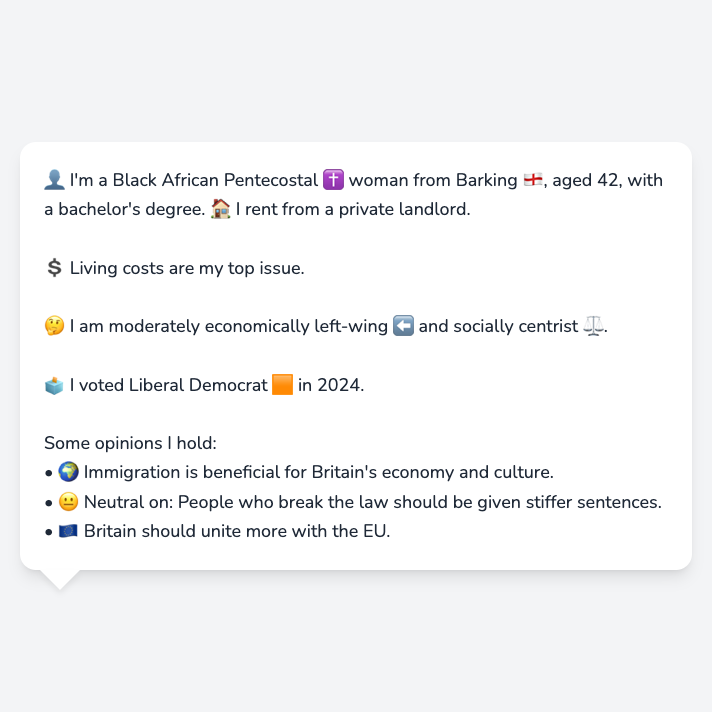 👤 I'm a Black African Pentecostal ✝️ woman from Barking 🏴󠁧󠁢󠁥󠁮󠁧󠁿, aged 42, with
a bachelor's degree. 🏠 I rent from a private landlord.
💲 Living costs are my top issue.
🤔 I am moderately economically left-wing ⬅️ and socially centrist ⚖️.
🗳️ I voted Liberal Democrat 🟧 in 2024.
Some opinions I hold:
• 🌍 Immigration is beneficial for Britain's economy and culture.
• 😐 Neutral on: People who break the law should be given stiffer sentences.
• 🇪🇺 Britain should unite more with the EU.